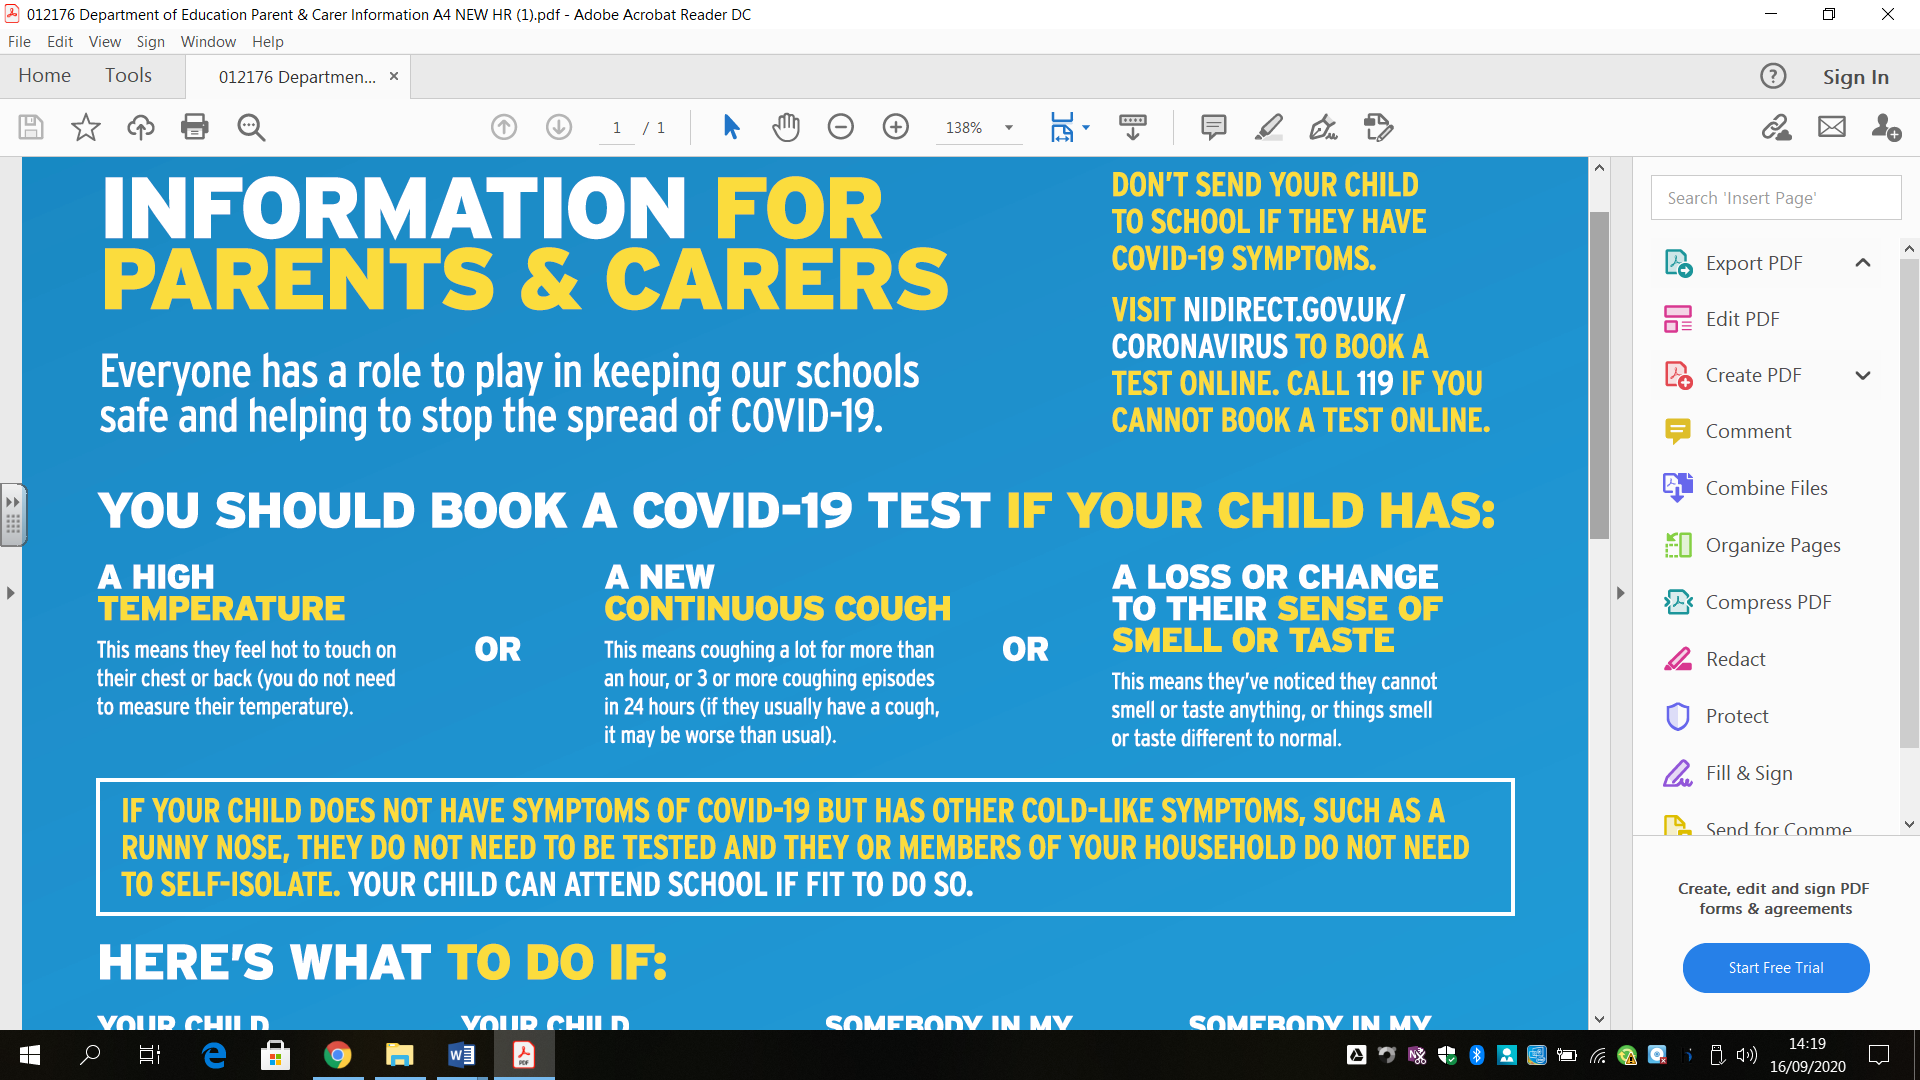 012176 Department of Education Parent & Carer Information A4 NEW HR (1).pdf - Adobe Acrobat Reader DC
File Edit View Sign Window Help
Home Tools 012176 Departmen... × ? Sign In
1 / 1 138%
INFORMATION FOR
PARENTS & CARERS
Everyone has a role to play in keeping our schools
safe and helping to stop the spread of COVID-19.
DON'T SEND YOUR CHILD
TO SCHOOL IF THEY HAVE
COVID-19 SYMPTOMS.
VISIT NIDIRECT.GOV.UK/
CORONAVIRUS TO BOOK A
TEST ONLINE. CALL 119 IF YOU
CANNOT BOOK A TEST ONLINE.
YOU SHOULD BOOK A COVID-19 TEST IF YOUR CHILD HAS:
A HIGH
TEMPERATURE
This means they feel hot to touch on
their chest or back (you do not need
to measure their temperature).
OR
A NEW
CONTINUOUS COUGH
This means coughing a lot for more than
an hour, or 3 or more coughing episodes
in 24 hours (if they usually have a cough,
it may be worse than usual).
OR
A LOSS OR CHANGE
TO THEIR SENSE OF
SMELL OR TASTE
This means they've noticed they cannot
smell or taste anything, or things smell
or taste different to normal.
IF YOUR CHILD DOES NOT HAVE SYMPTOMS OF COVID-19 BUT HAS OTHER COLD-LIKE SYMPTOMS, SUCH AS A
RUNNY NOSE, THEY DO NOT NEED TO BE TESTED AND THEY OR MEMBERS OF YOUR HOUSEHOLD DO NOT NEED
TO SELF-ISOLATE. YOUR CHILD CAN ATTEND SCHOOL IF FIT TO DO SO.
HERE'S WHAT TO DO IF:
YOUR CHILD YOUR CHILD SOMEBODY IN MY SOMEBODY IN MY
Search 'Insert Page'
Export PDF
Edit PDF
Create PDF
Comment
Combine Files
Organize Pages
Compress PDF
Redact
Protect
Fill & Sign
Send for Comme
Create, edit and sign PDF
forms & agreements
Start Free Trial
14:19
16/09/2020